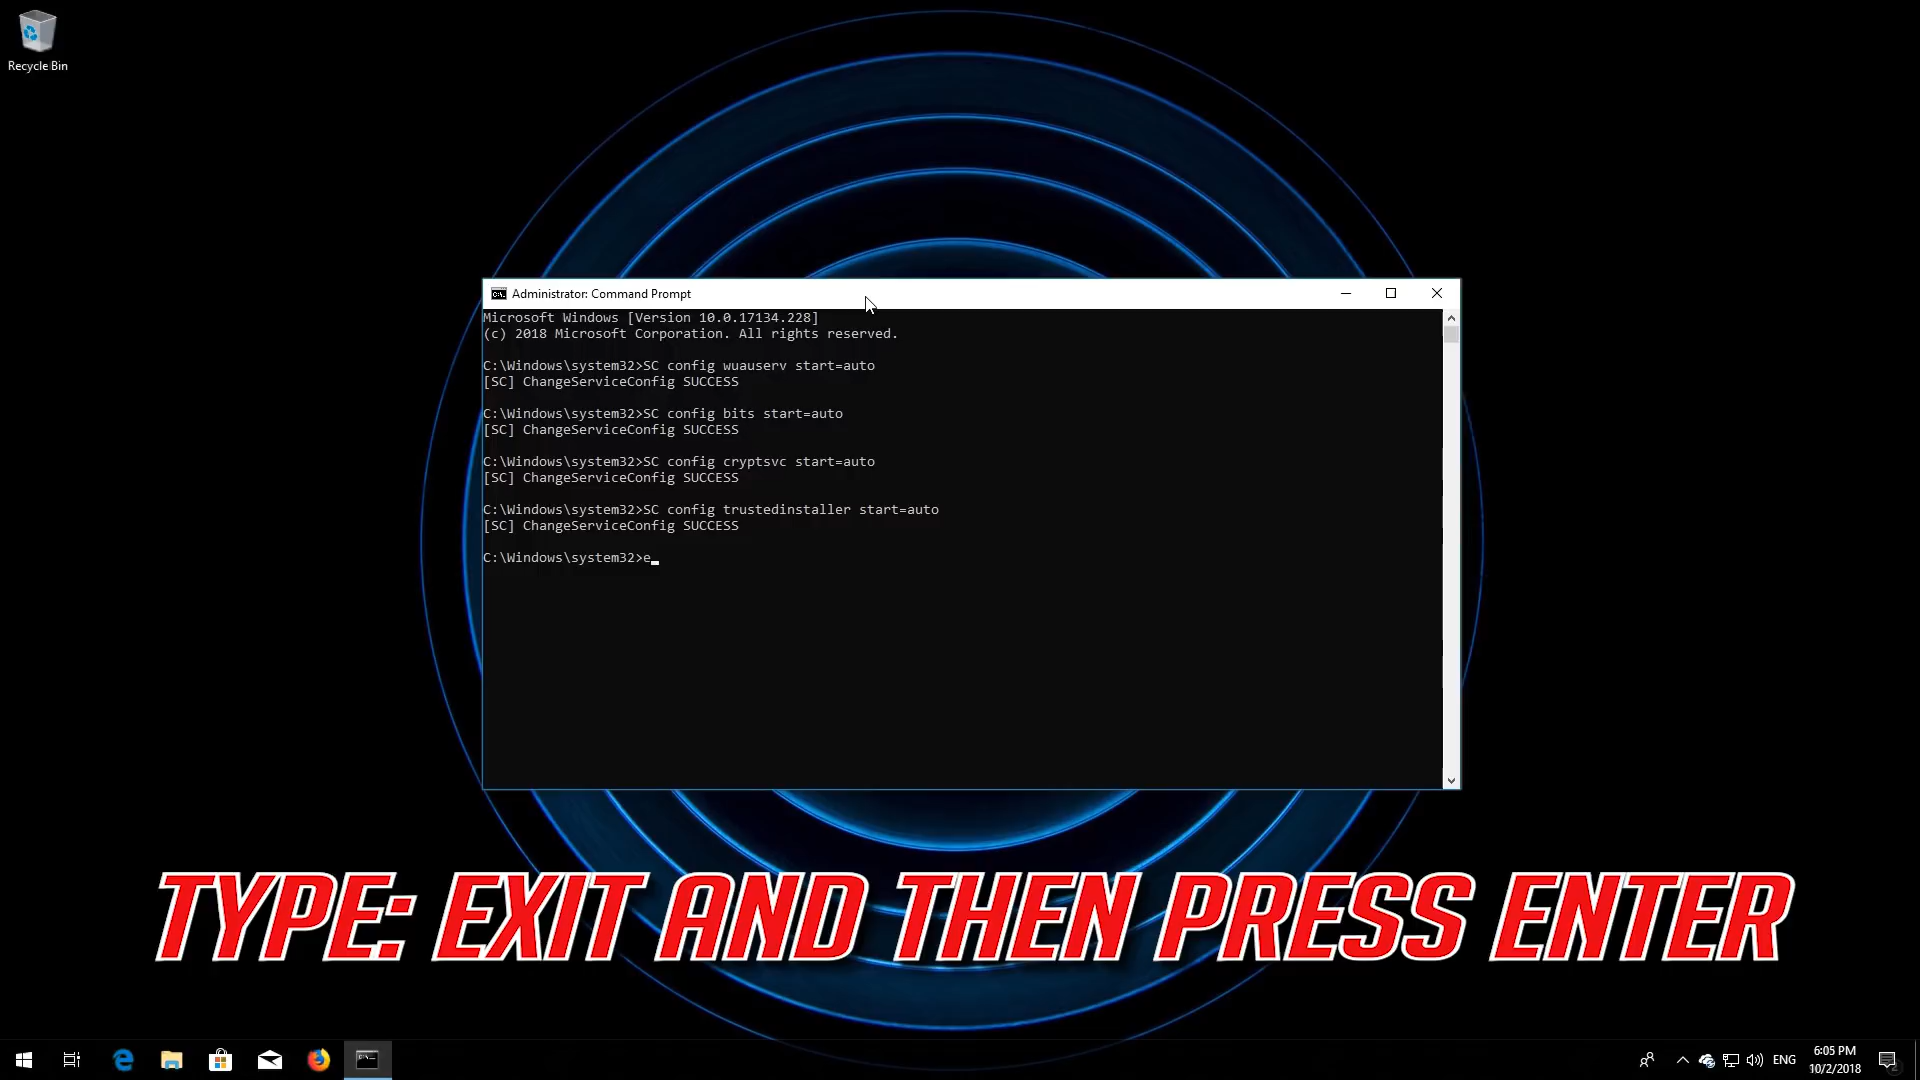 Recycle Bin
Administrator: Command Prompt
Microsoft Windows [Version 10.0.17134.228]
(c) 2018 Microsoft Corporation. All rights reserved.
C:\Windows\system32>SC config wuauserv start=auto
[SC] ChangeServiceConfig SUCCESS
C:\Windows\system32>SC config bits start=auto
[SC] ChangeServiceConfig SUCCESS
C:\Windows\system32>SC config cryptsvc start=auto
[SC] ChangeServiceConfig SUCCESS
C:\Windows\system32>SC config trustedinstaller start=auto
[SC] ChangeServiceConfig SUCCESS
C:\Windows\system32>e
TYPE: EXIT AND THEN PRESS ENTER
ENG
6:05 PM
10/2/2018